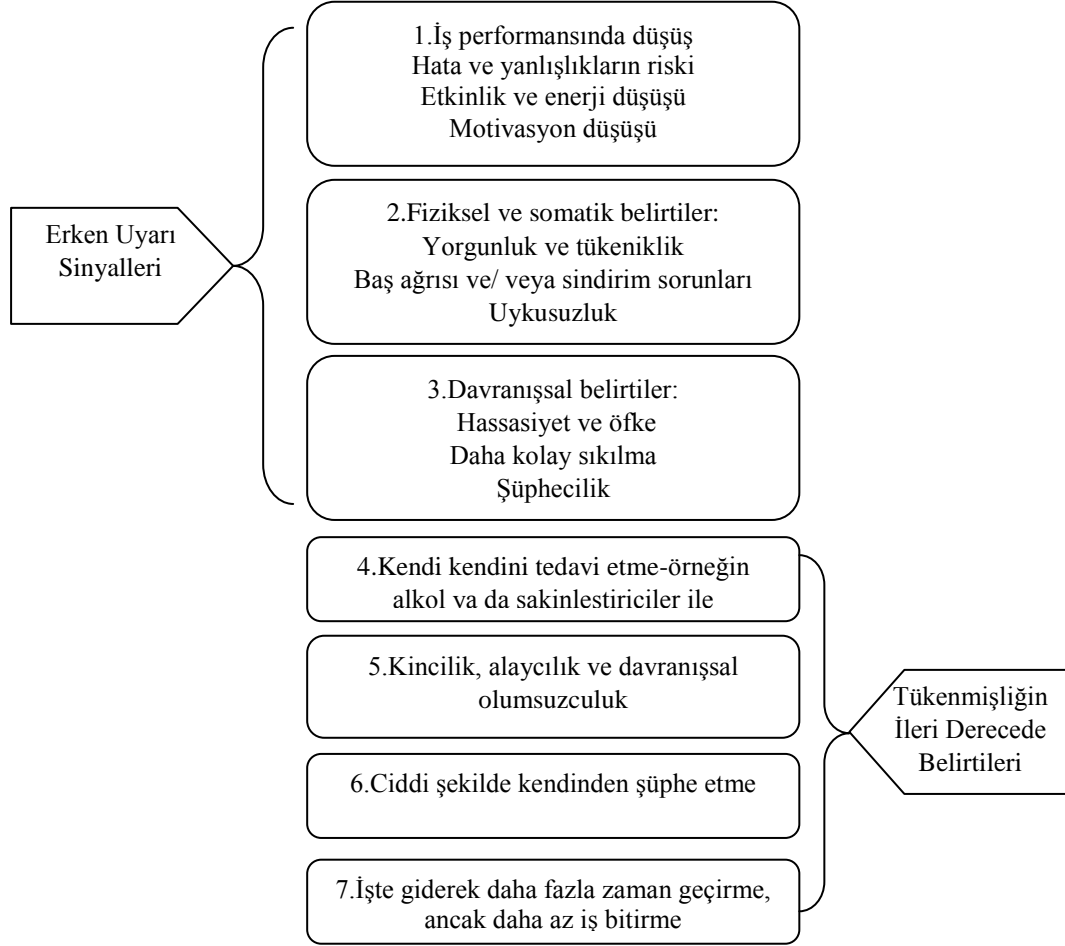 1.İş performansında düşüş
Hata ve yanlışlıkların riski
Etkinlik ve enerji düşüşü
Motivasyon düşüşü
Erken Uyarı
Sinyalleri
2.Fiziksel ve somatik belirtiler:
Yorgunluk ve tükeniklik
Baş ağrısı ve/ veya sindirim sorunları
Uykusuzluk
3.Davranışsal belirtiler:
Hassasiyet ve öfke
Daha kolay sıkılma
Şüphecilik
4.Kendi kendini tedavi etme-örneğin
alkol va da sakinlestiriciler ile
5.Kincilik, alaycılık ve davranışsal
olumsuzculuk
Tükenmişliğin
İleri Derecede
Belirtileri
6.Ciddi şekilde kendinden şüphe etme
7.İşte giderek daha fazla zaman geçirme,
ancak daha az iş bitirme